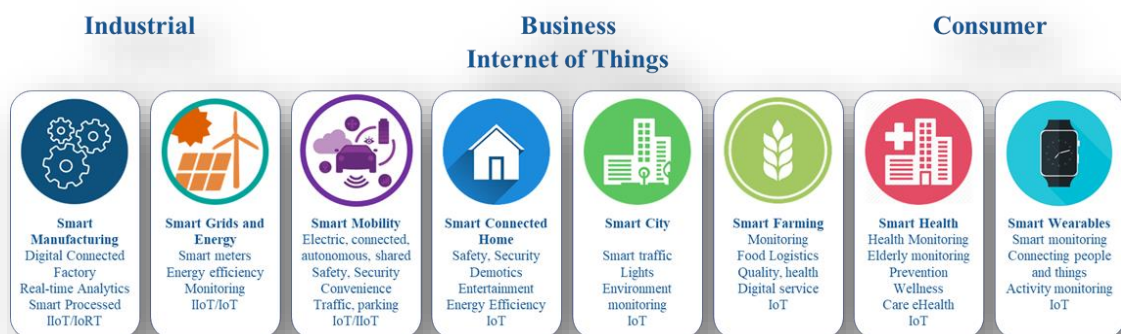 Industrial
Business
Consumer
Internet of Things
Smart
Manufacturing
Digital Connected
Factory
Real-time Analytics
Smart Processed
IIoT/IoRT
Smart Grids and
Energy
Smart meters
Energy efficiency
Monitoring
IIoT/IoT
Smart Mobility
Electric, connected,
autonomous, shared
Safety, Security
Convenience
Traffic, parking
IoT/IIoT
Smart Connected
Home
Safety, Security
Demotics
Entertainment
Energy Efficiency
IoT
Smart City
Smart traffic
Lights
Environment
monitoring
IoT
Smart Farming
Monitoring
Food Logistics
Quality, health
Digital service
IoT
Smart Health
Health Monitoring
Elderly monitoring
Prevention
Wellness
Care eHealth
IoT
Smart Wearables
Smart monitoring
Connecting people
and things
Activity monitoring
IoT